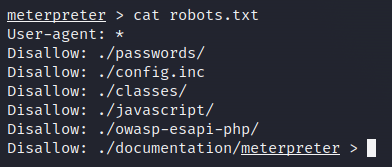 meterpreter > cat robots.txt
User-agent: *
Disallow: ./passwords/
Disallow: ./config.inc
Disallow: ./classes/
Disallow: ./javascript/
Disallow: ./owasp-esapi-php/
Disallow: ./documentation/meterpreter >